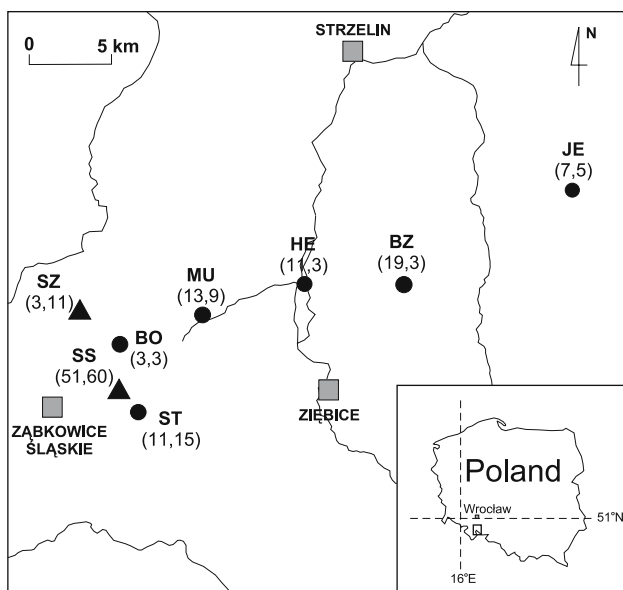 0 5 km
STRZELIN
N
JE
(7,5)
HE
(11,3)
BZ
(19,3)
SZ
(3,11)
MU
(13,9)
BO
(3,3)
SS
(51,60)
ST
(11,15)
ZĄBKOWICE
ŚLĄSKIE
ZIĘBICE
Poland
Wrocław
51°N
16°E